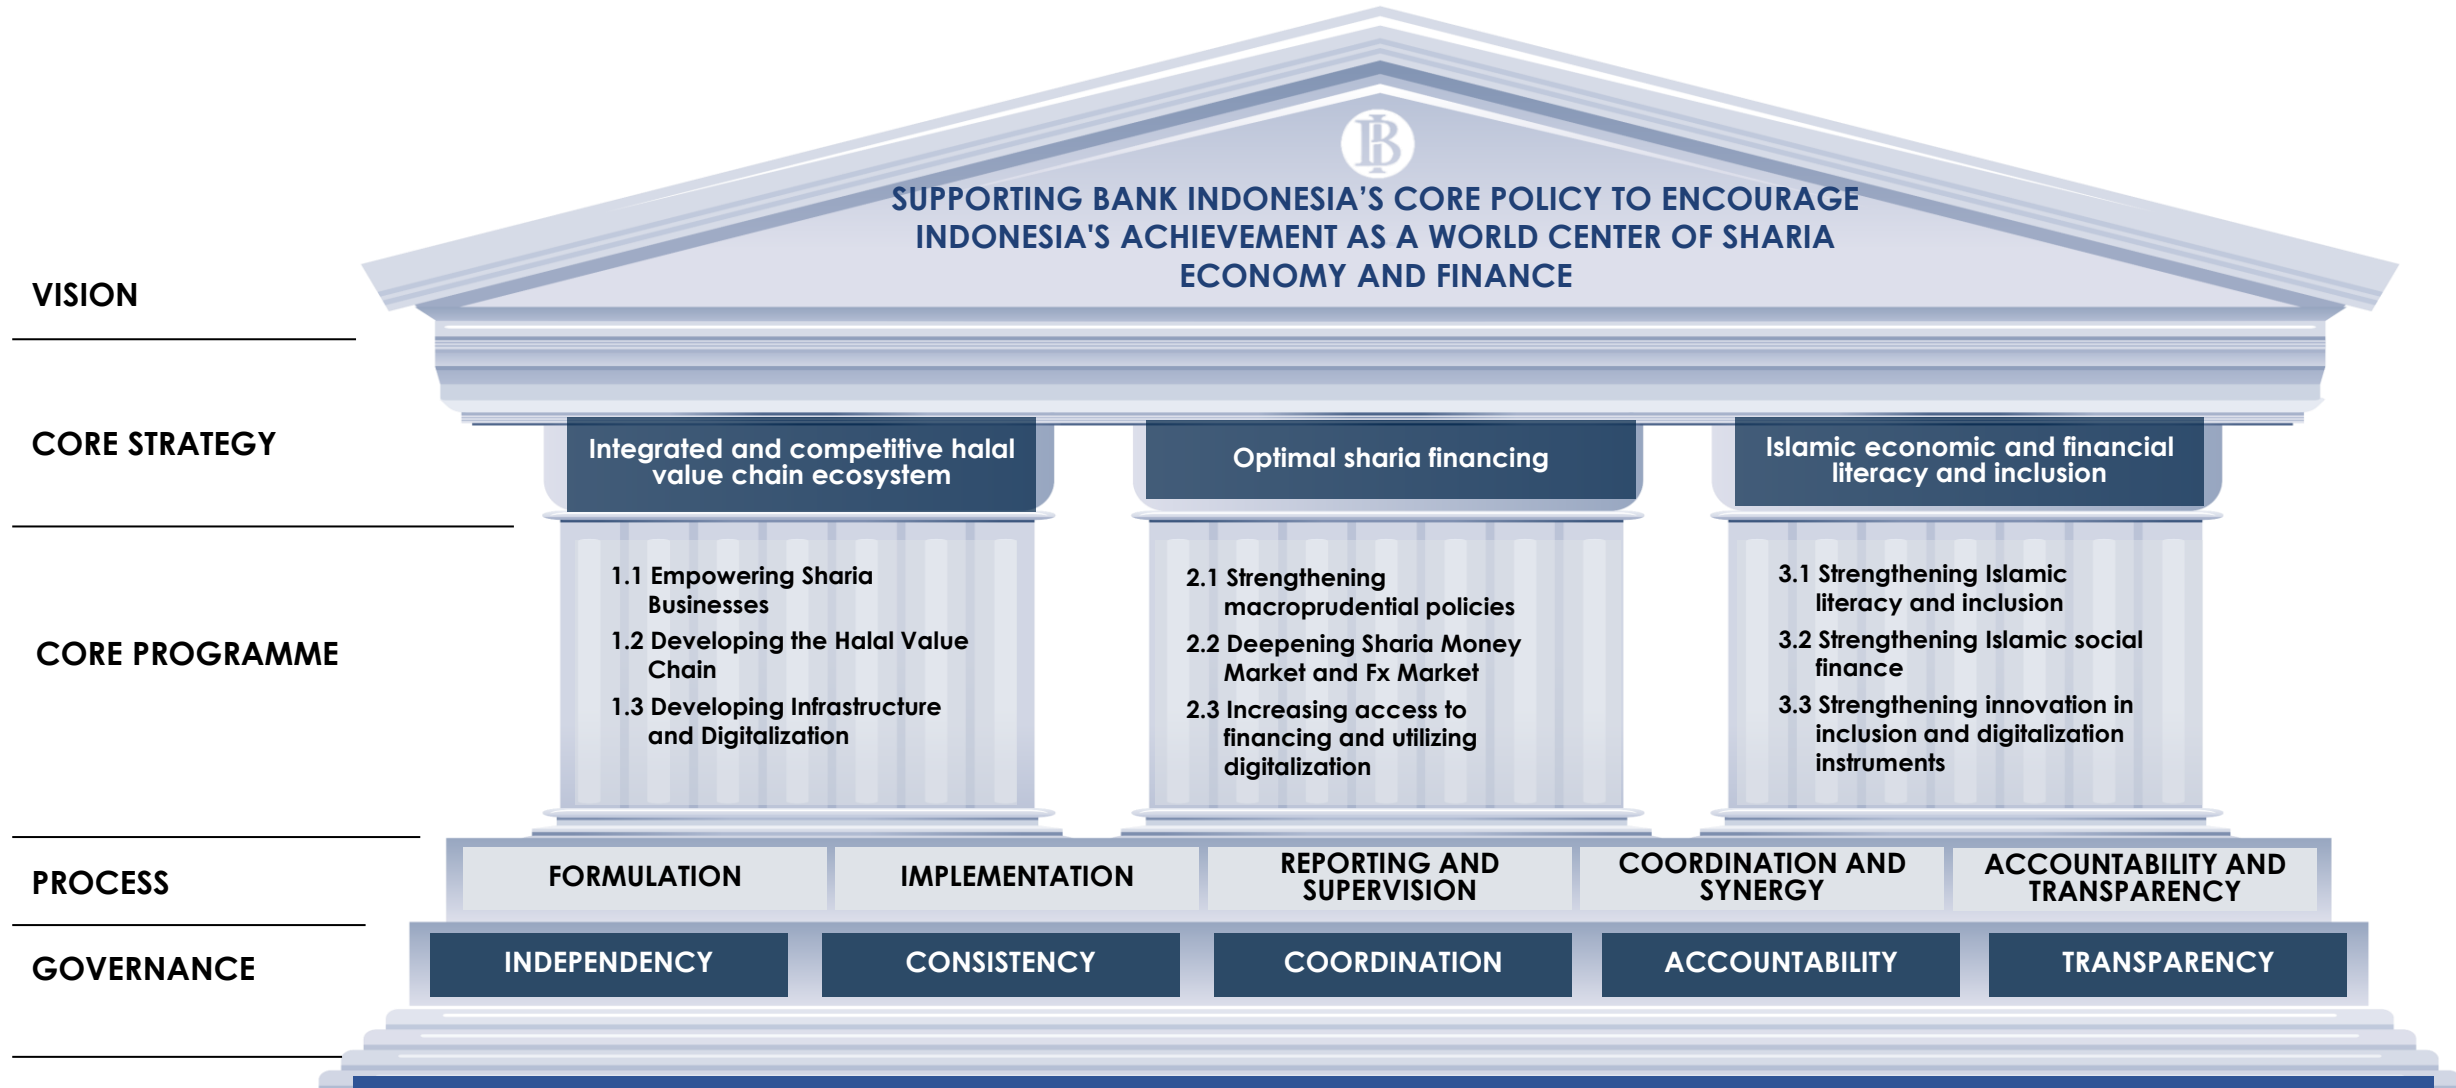 SUPPORTING BANK INDONESIA’S CORE POLICY TO ENCOURAGE
INDONESIA'S ACHIEVEMENT AS A WORLD CENTER OF SHARIA
ECONOMY AND FINANCE
VISION
CORE STRATEGY
Integrated and competitive halal
value chain ecosystem
Optimal sharia financing
Islamic economic and financial
literacy and inclusion
CORE PROGRAMME
1.1 Empowering Sharia
Businesses
1.2 Developing the Halal Value
Chain
1.3 Developing Infrastructure
and Digitalization
2.1 Strengthening
macroprudential policies
2.2 Deepening Sharia Money
Market and Fx Market
2.3 Increasing access to
financing and utilizing
digitalization
3.1 Strengthening Islamic
literacy and inclusion
3.2 Strengthening Islamic social
finance
3.3 Strengthening innovation in
inclusion and digitalization
instruments
PROCESS
FORMULATION
IMPLEMENTATION
REPORTING AND
SUPERVISION
COORDINATION AND
SYNERGY
ACCOUNTABILITY AND
TRANSPARENCY
GOVERNANCE
INDEPENDENCY
CONSISTENCY
COORDINATION
ACCOUNTABILITY
TRANSPARENCY